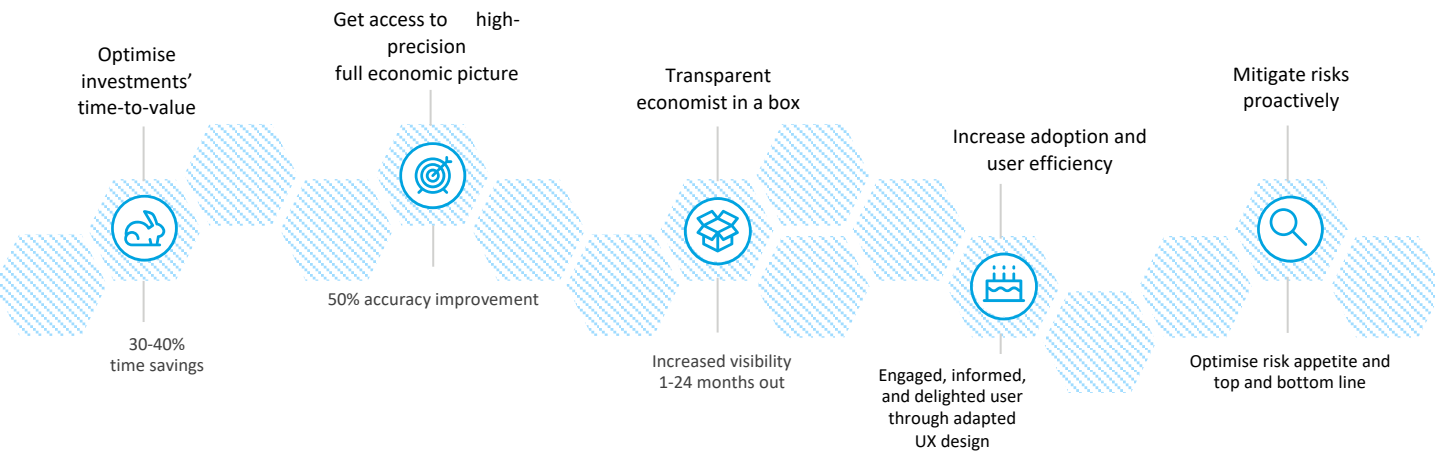 Optimise
investments’
time-to-value
30-40%
time savings
Get access to high-
precision
full economic picture
50% accuracy improvement
Transparent
economist in a box
Increased visibility
1-24 months out
Increase adoption and
user efficiency
Engaged, informed,
and delighted user
through adapted
UX design
Mitigate risks
proactively
Optimise risk appetite and
top and bottom line